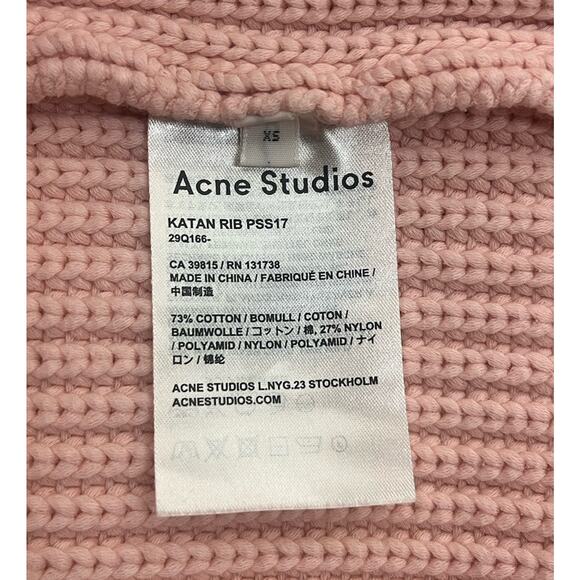 XS
Acne Studios
KATAN RIB PSS17
29Q166-
CA 39815 / RN 131738
MADE IN CHINA / FABRIQUÉ EN CHINE /
中国制造
73% COTTON / BOMULL / COTON /
BAUMWOLLE / コットン / 棉, 27% NYLON
/ POLYAMID / NYLON / POLYAMID / ナイ
ロン / 锦纶
ACNE STUDIOS L.NYG.23 STOCKHOLM
ACNESTUDIOS.COM